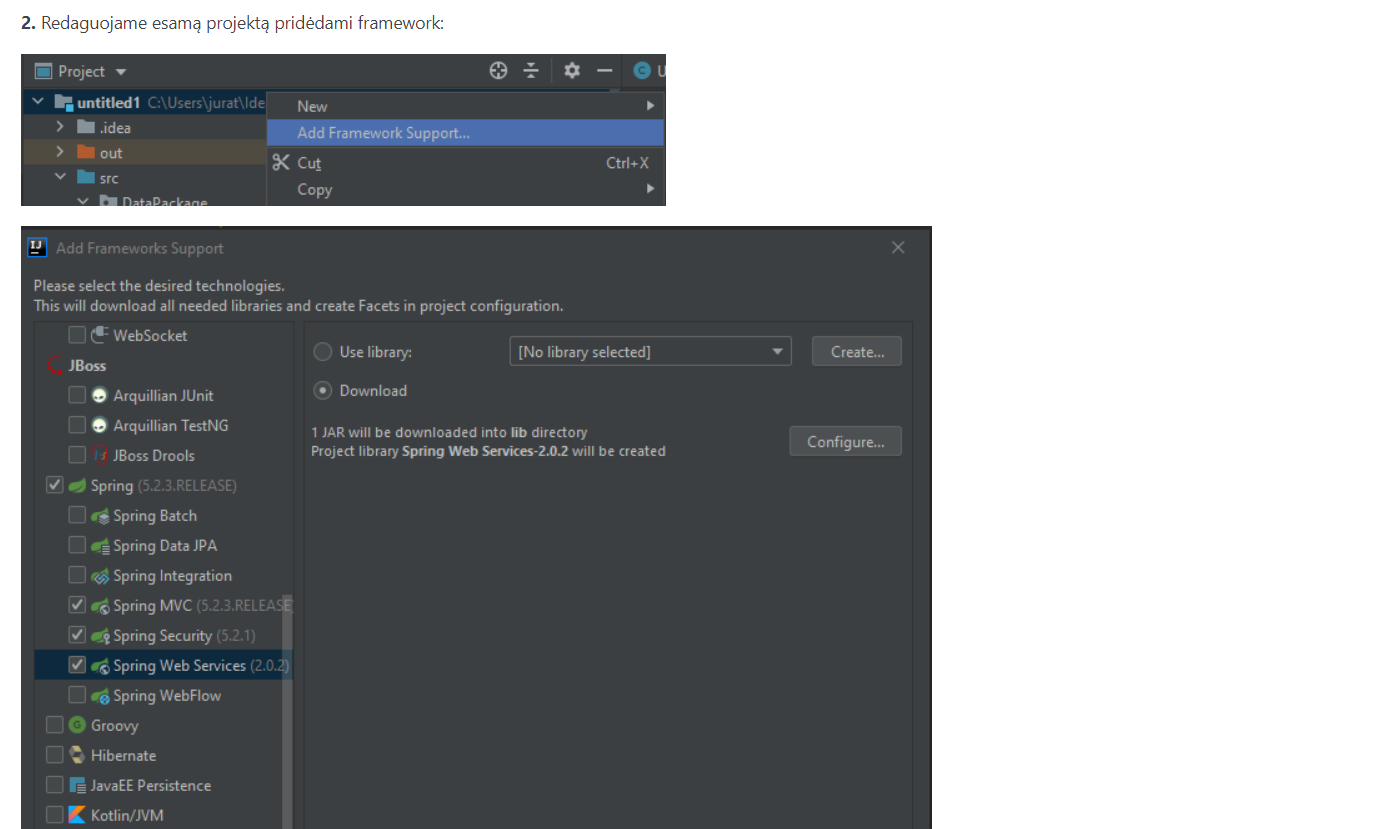 2. Redaguojame esamą projektą pridėdami framework:
Project
untitled1 C:\Users\jurat\Ide
New
.idea
Add Framework Support...
out
Cut Ctrl+X
src
Copy
DataPackage
Add Frameworks Support
Please select the desired technologies.
This will download all needed libraries and create Facets in project configuration.
WebSocket
JBoss
Arquillian JUnit
Arquillian TestNG
JBoss Drools
Spring (5.2.3.RELEASE)
Spring Batch
Spring Data JPA
Spring Integration
Spring MVC (5.2.3.RELEASE
Spring Security (5.2.1)
Spring Web Services (2.0.2)
Spring WebFlow
Groovy
Hibernate
JavaEE Persistence
Kotlin/JVM
Use library: [No library selected] Create...
Download
1 JAR will be downloaded into lib directory
Project library Spring Web Services-2.0.2 will be created
Configure...